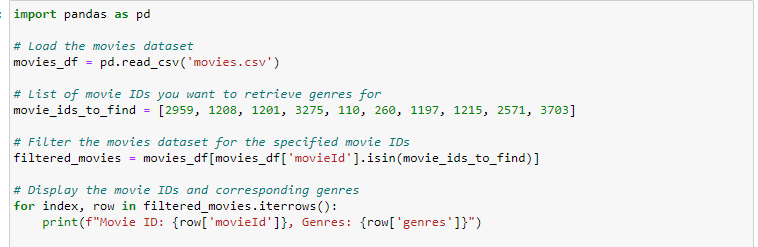 import pandas as pd
# Load the movies dataset
movies_df = pd.read_csv('movies.csv')
# List of movie IDs you want to retrieve genres for
movie_ids_to_find = [2959, 1208, 1201, 3275, 110, 260, 1197, 1215, 2571, 3703]
# Filter the movies dataset for the specified movie IDs
filtered_movies = movies_df[movies_df['movieId'].isin(movie_ids_to_find)]
# Display the movie IDs and corresponding genres
for index, row in filtered_movies.iterrows():
    print(f"Movie ID: {row['movieId']}, Genres: {row['genres']}")